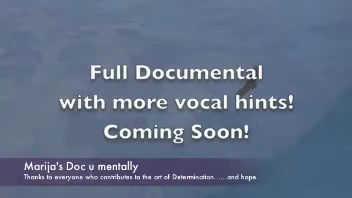 Full Documental
with more vocal hints!
Coming Soon!
Marija's Doc u mentally
Thanks to everyone who contributes to the art of Determination......and hope.